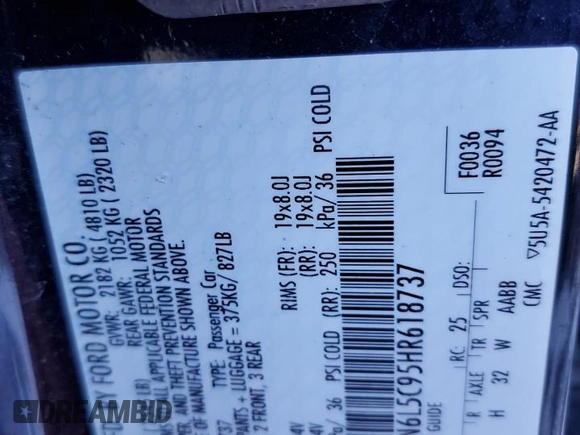 Y FORD MOTOR CO.
GVWR: 2182 KG ( 4810 LB)
REAR GAWR: 1052 KG ( 2320 LB)
LB)
APPLICABLE FEDERAL MOTOR
AND THEFT PREVENTION STANDARDS
OF MANUFACTURE SHOWN ABOVE.
37
TYPE: Passenger Car
+ LUGGAGE = 375KG/ 827LB
2 FRONT, 3 REAR
RIMS (FR): 19x8.0J
(RR): 19x8.0J
36 PSI COLD (RR): 250 kPa/ 36 PSI COLD
N6L5C95HR618737
GUIDE
RC: 25 DSO:
F0036
R0094
R AXLE TR SPR
H 32 W AABB
CMC
▽5U5A-5420472-AA
DREAMBID